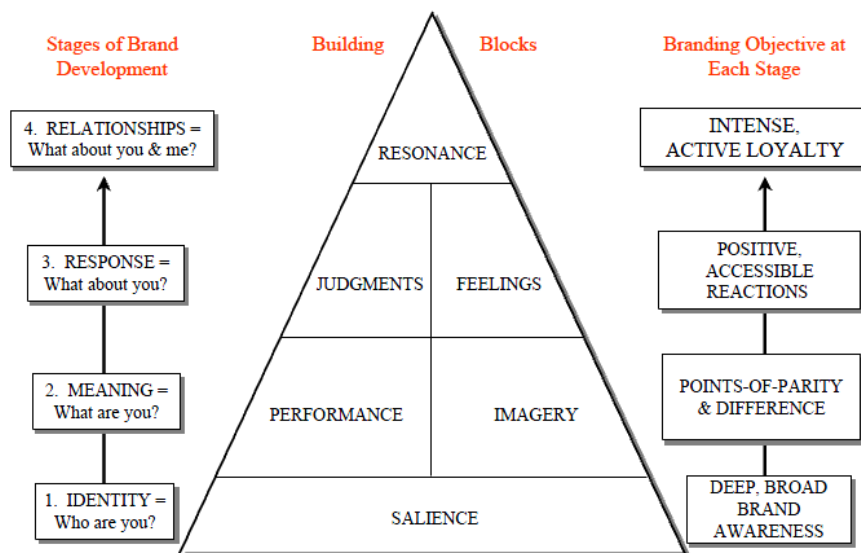 Stages of Brand
Development
Building
Blocks
Branding Objective at
Each Stage
4. RELATIONSHIPS =
What about you & me?
3. RESPONSE =
What about you?
2. MEANING =
What are you?
1. IDENTITY =
Who are you?
RESONANCE
JUDGMENTS
FEELINGS
PERFORMANCE
IMAGERY
SALIENCE
INTENSE,
ACTIVE LOYALTY
POSITIVE,
ACCESSIBLE
REACTIONS
POINTS-OF-PARITY
& DIFFERENCE
DEEP, BROAD
BRAND
AWARENESS